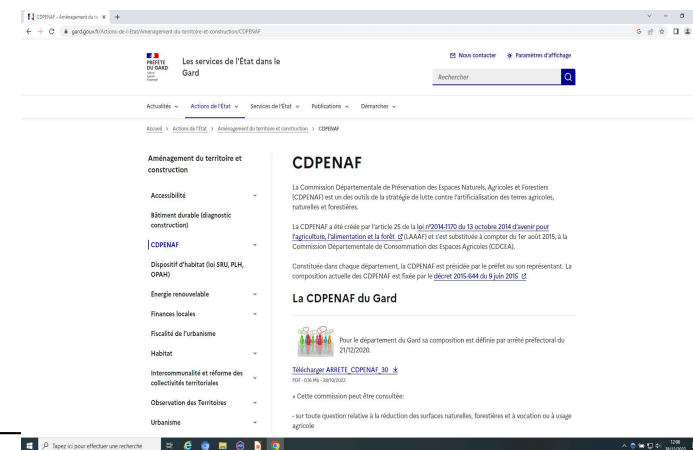 CDPENAF - Aménagement du te
gard.gouv.fr/Actions-de-l-Etat/Amenagement-du-territoire-et-construction/CDPENAF
PRÉFÈTE
DU GARD
Les services de l'État dans le
Gard
Nous contacter
Paramètres d'affichage
Rechercher
Actualités
Actions de l'État
Services de l'État
Publications
Démarches
Accueil > Actions de l'État > Aménagement du territoire et construction > CDPENAF
Aménagement du territoire et
construction
Accessibilité
Bâtiment durable (diagnostic
construction)
CDPENAF
Dispositif d'habitat (loi SRU, PLH,
OPAH)
Énergie renouvelable
Finances locales
Fiscalité de l'urbanisme
Habitat
Intercommunalité et réforme des
collectivités territoriales
Observation des Territoires
Urbanisme
CDPENAF
La Commission Départementale de Préservation des Espaces Naturels, Agricoles et Forestiers
(CDPENAF) est un des outils de la stratégie de lutte contre l'artificialisation des terres agricoles,
naturelles et forestières.
La CDPENAF a été créée par l'article 25 de la loi n°2014-1170 du 13 octobre 2014 d'avenir pour
l'agriculture, l'alimentation et la forêt (LAAAF) et s'est substituée à compter du 1er août 2015, à la
Commission Départementale de Consommation des Espaces Agricoles (CDCEA).
Constituée dans chaque département, la CDPENAF est présidée par le préfet ou son représentant. La
composition actuelle des CDPENAF est fixée par le décret 2015-644 du 9 juin 2015
La CDPENAF du Gard
Pour le département du Gard sa composition est définie par arrêté préfectoral du
21/12/2020.
Télécharger ARRETE_CDPENAF_30
PDF - 0,16 Mb - 28/10/2022
« Cette commission peut être consultée:
- sur toute question relative à la réduction des surfaces naturelles, forestières et à vocation ou à usage
agricole
Tapez ici pour effectuer une recherche
12:06
20/12/2022